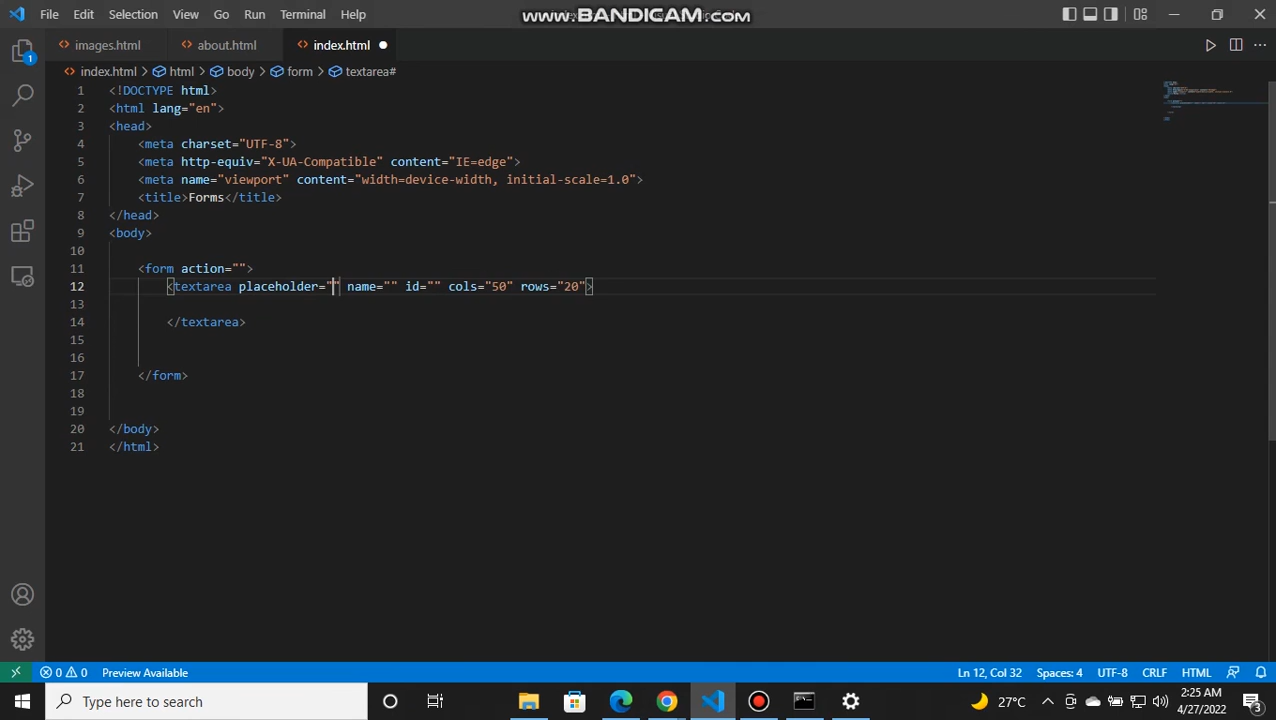 File Edit Selection View Go Run Terminal Help
www.BANDICAM.com
images.html about.html index.html
index.html html body form textarea#
1 <!DOCTYPE html>
2 <html lang="en">
3 <head>
4 <meta charset="UTF-8">
5 <meta http-equiv="X-UA-Compatible" content="IE=edge">
6 <meta name="viewport" content="width=device-width, initial-scale=1.0">
7 <title>Forms</title>
8 </head>
9 <body>
10
11 <form action="">
12 <textarea placeholder="" name="" id="" cols="50" rows="20">
13
14 </textarea>
15
16
17 </form>
18
19
20 </body>
21 </html>
1
0 0 Preview Available Ln 12, Col 32 Spaces: 4 UTF-8 CRLF HTML
Type here to search 27°C 2:25 AM
4/27/2022 3